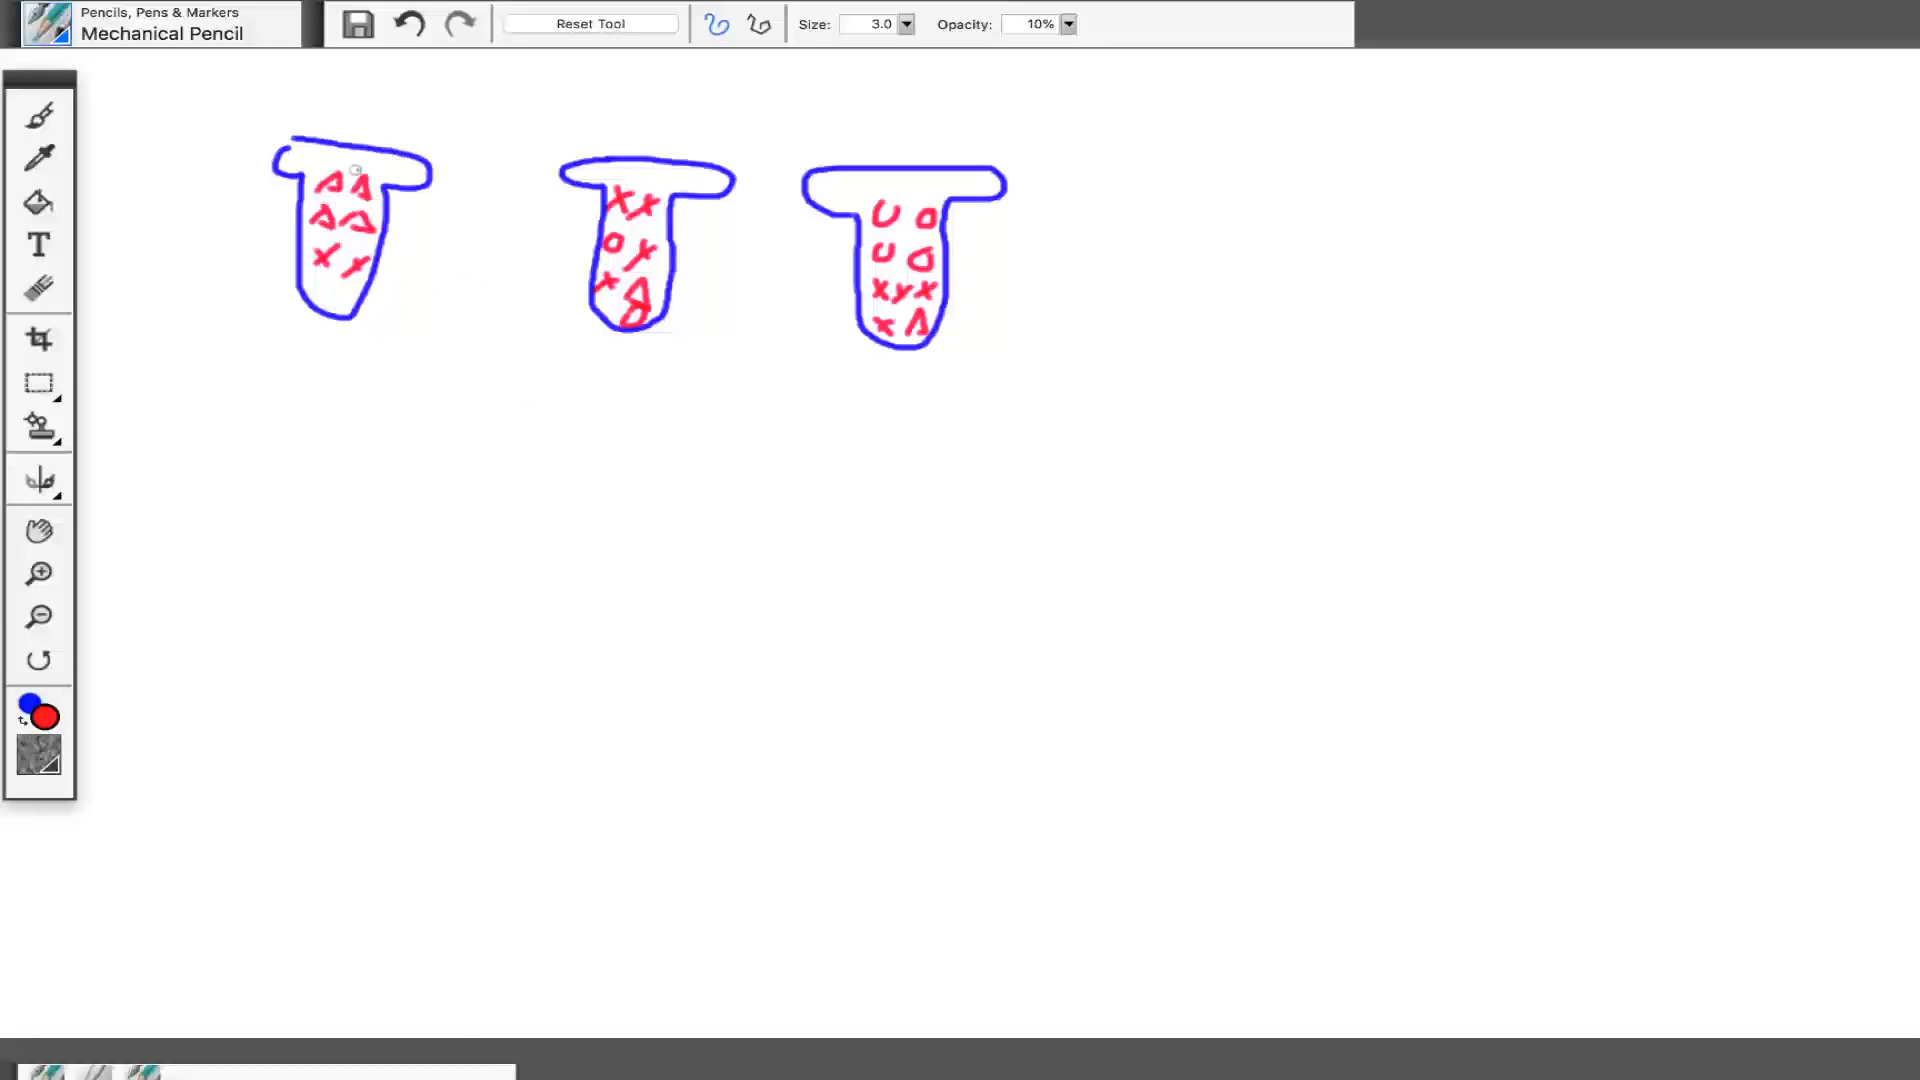 Pencils, Pens & Markers
Mechanical Pencil
Reset Tool
Size: 3.0
Opacity: 10%
T